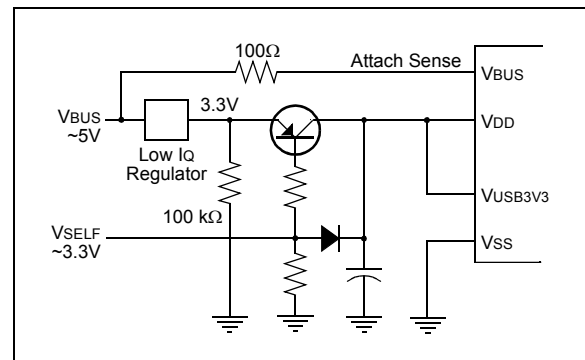 100Ω
Attach Sense
VBUS
VBUS
~5V
3.3V
VDD
Low IQ
Regulator
100 kΩ
VUSB3V3
VSELF
~3.3V
VSS